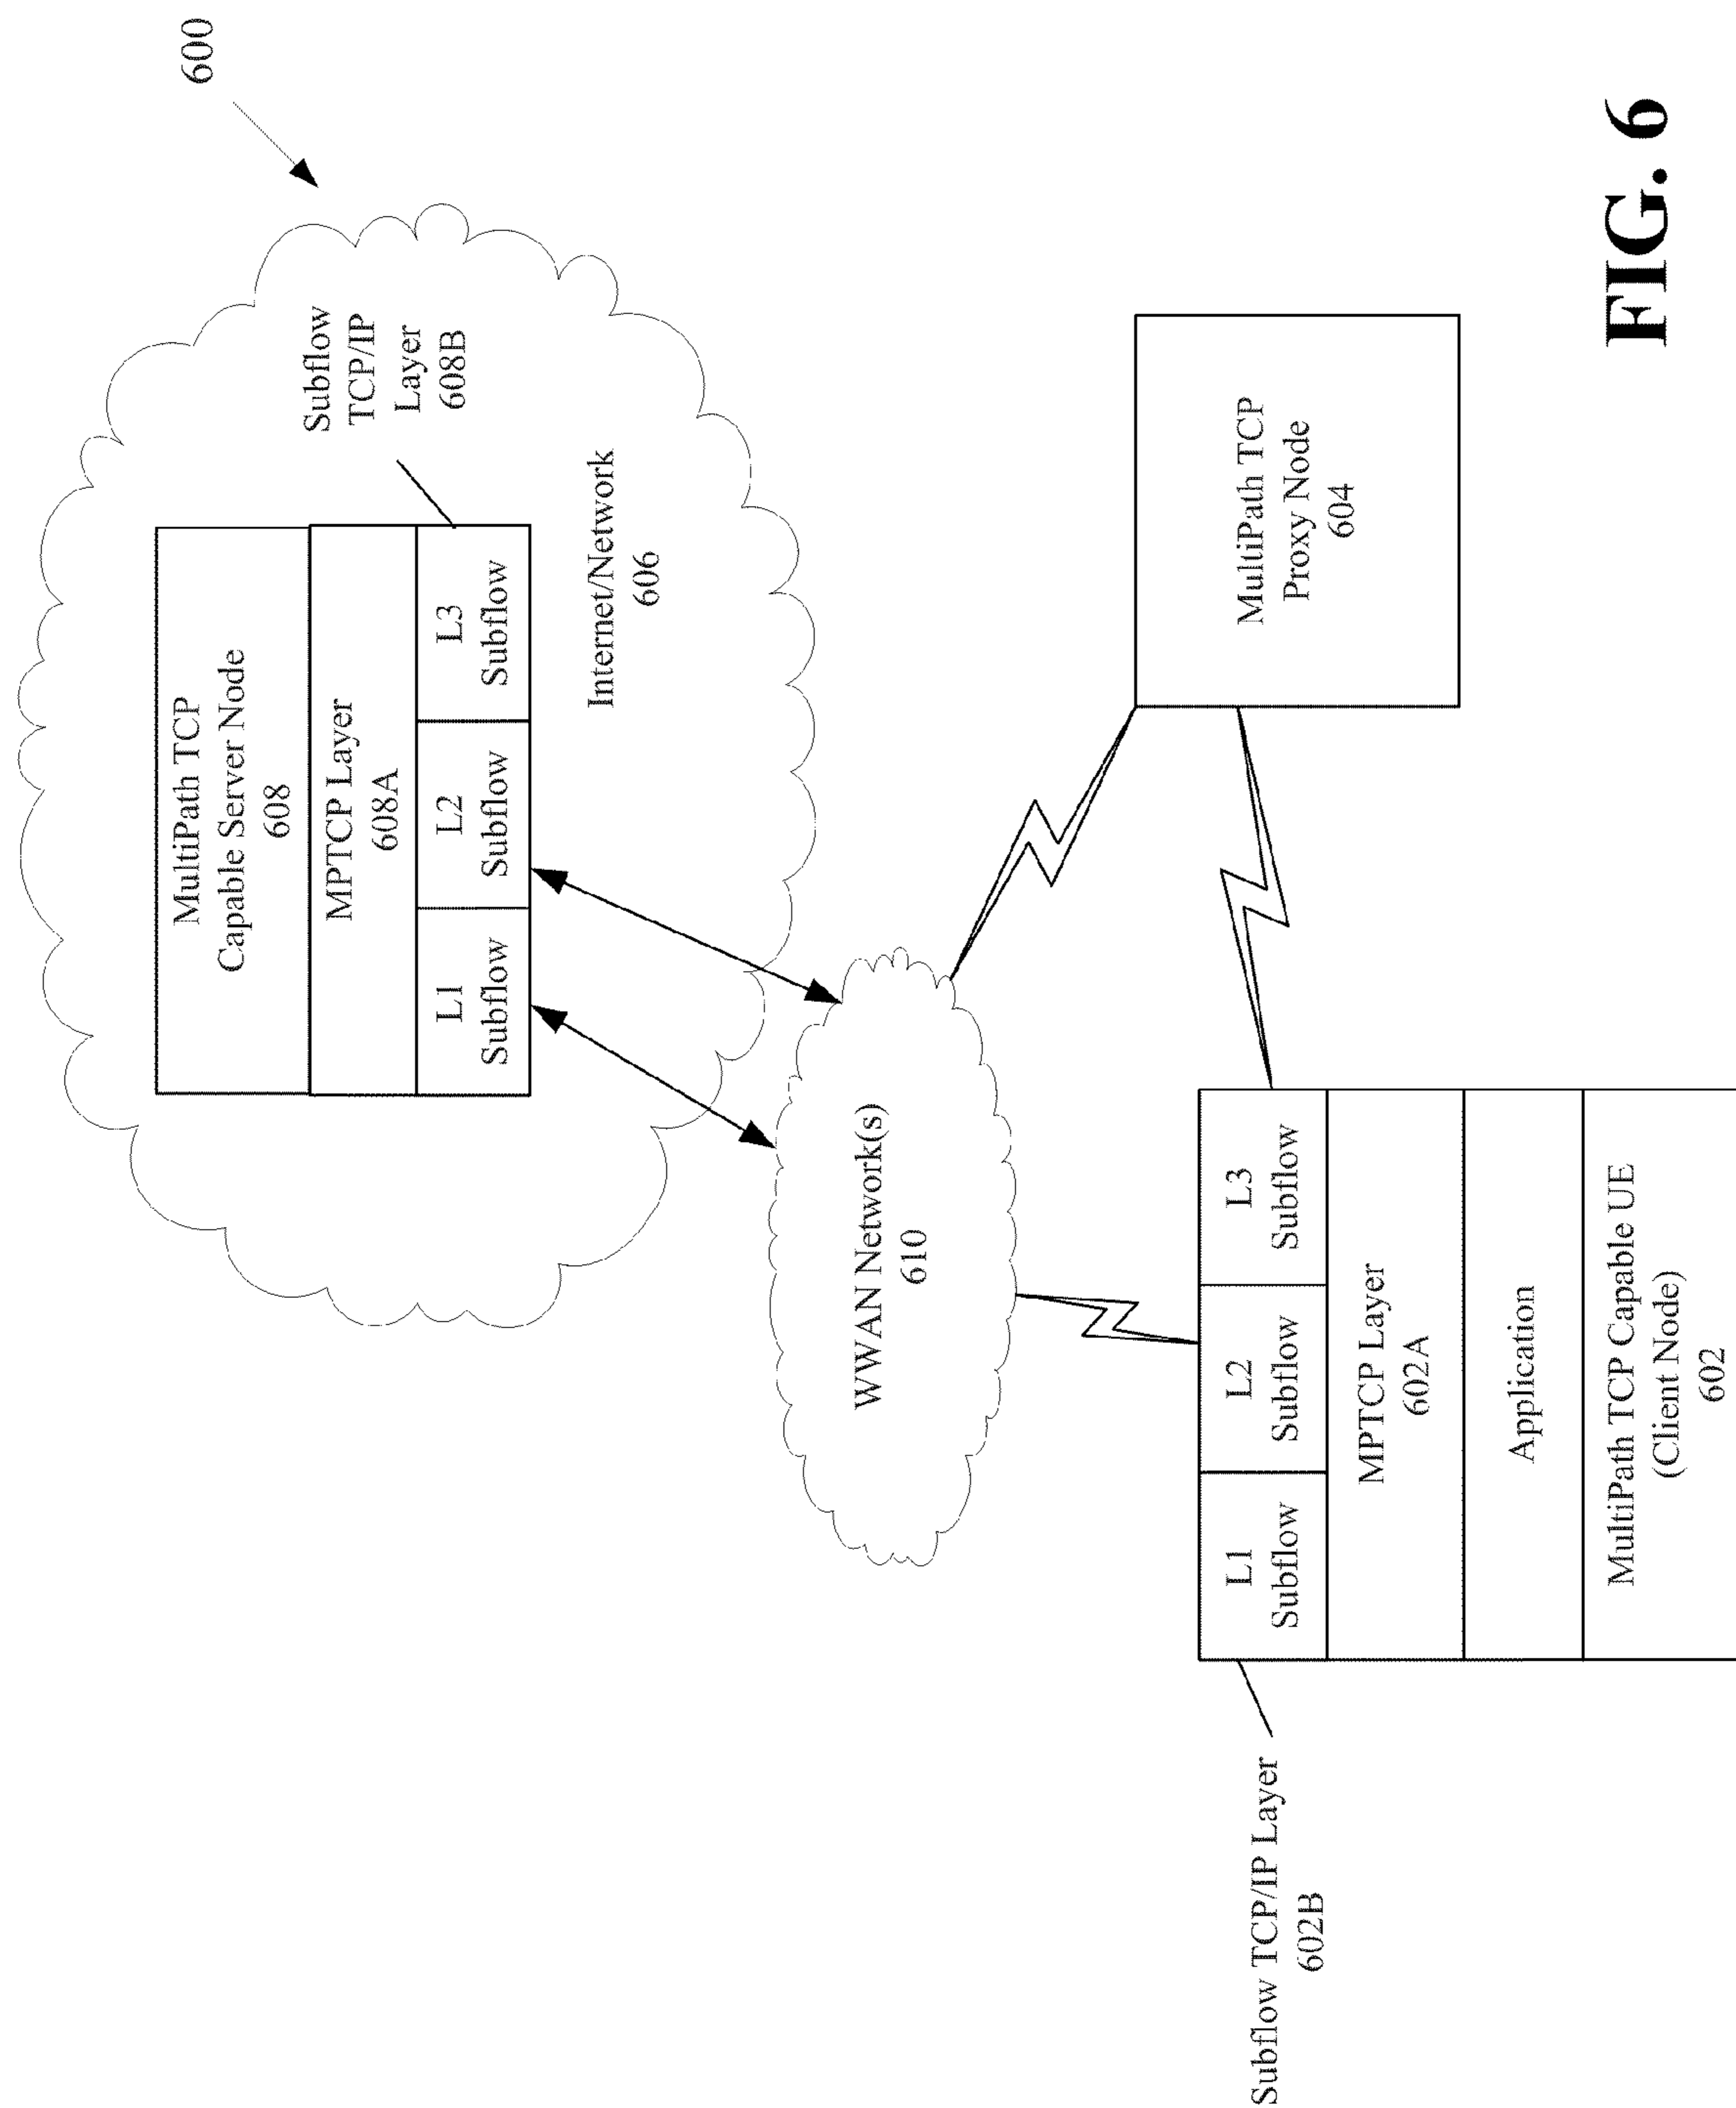 600
MultiPath TCP
Capable Server Node
608
MPTCP Layer
608A
L1
Subflow
L2
Subflow
L3
Subflow
Subflow
TCP/IP
Layer
608B
Internet/Network
606
WWAN Network(s)
610
MultiPath TCP
Proxy Node
604
Subflow TCP/IP Layer
602B
L1
Subflow
L2
Subflow
L3
Subflow
MPTCP Layer
602A
Application
MultiPath TCP Capable UE
(Client Node)
602
FIG. 6